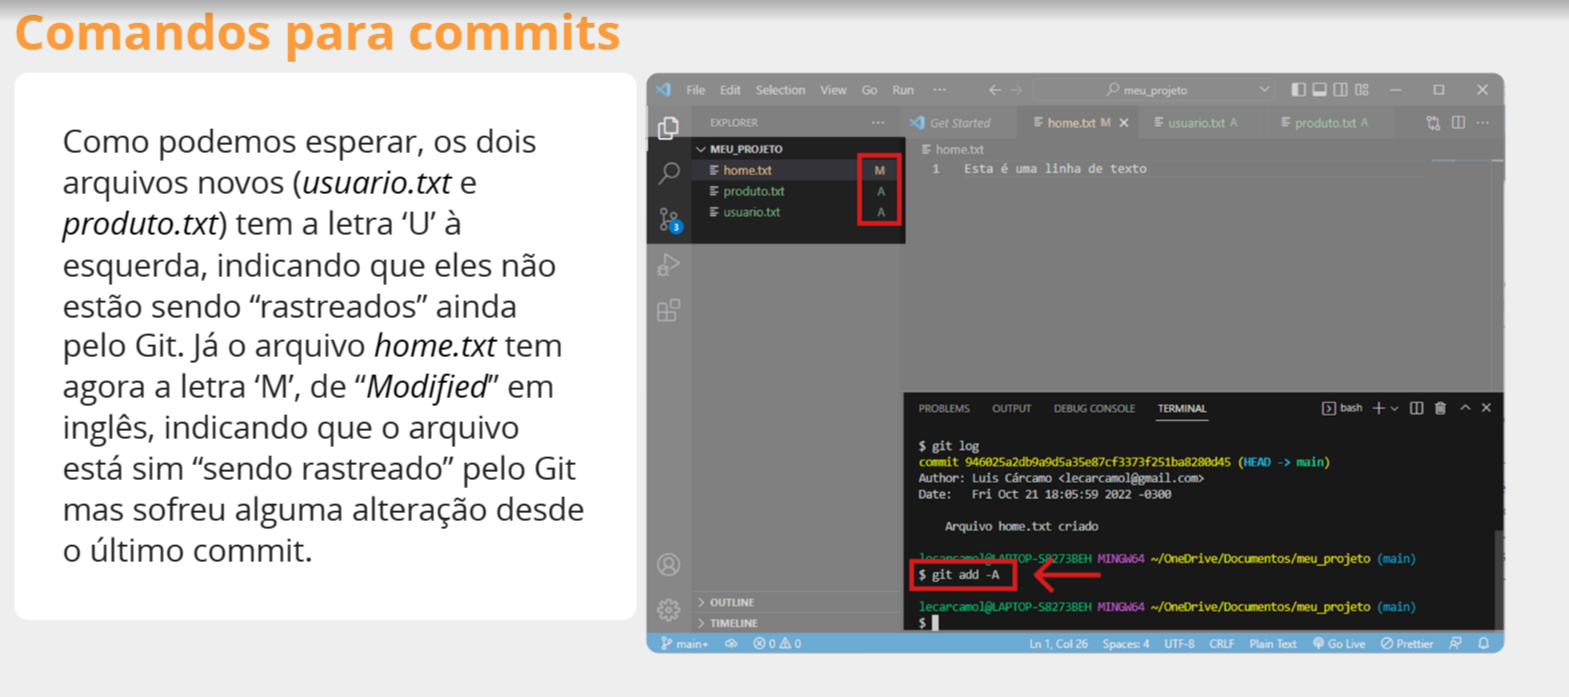 Comandos para commits
Como podemos esperar, os dois
arquivos novos (usuario.txt e
produto.txt) tem a letra ‘U’ à
esquerda, indicando que eles não
estão sendo “rastreados” ainda
pelo Git. Já o arquivo home.txt tem
agora a letra ‘M’, de “Modified” em
inglês, indicando que o arquivo
está sim “sendo rastreado” pelo Git
mas sofreu alguma alteração desde
o último commit.
File Edit Selection View Go Run ··· meu_projeto
EXPLORER ···
Get Started home.txt M usuario.txt A produto.txt A ···
MEU_PROJETO
home.txt M
produto.txt A
usuario.txt A
3
home.txt
1 Esta é uma linha de texto
PROBLEMS OUTPUT DEBUG CONSOLE TERMINAL bash
$ git log
commit 946025a2db9a9d5a35e87cf3373f251ba8280d45 (HEAD -> main)
Author: Luis Cárcamo <lecarcamol@gmail.com>
Date: Fri Oct 21 18:05:59 2022 -0300
Arquivo home.txt criado
lecarcamol@LAPTOP-S8273BEH MINGW64 ~/OneDrive/Documentos/meu_projeto (main)
$ git add -A
lecarcamol@LAPTOP-S8273BEH MINGW64 ~/OneDrive/Documentos/meu_projeto (main)
$
OUTLINE
TIMELINE
main+ 0 0 Ln 1, Col 26 Spaces: 4 UTF-8 CRLF Plain Text Go Live Prettier